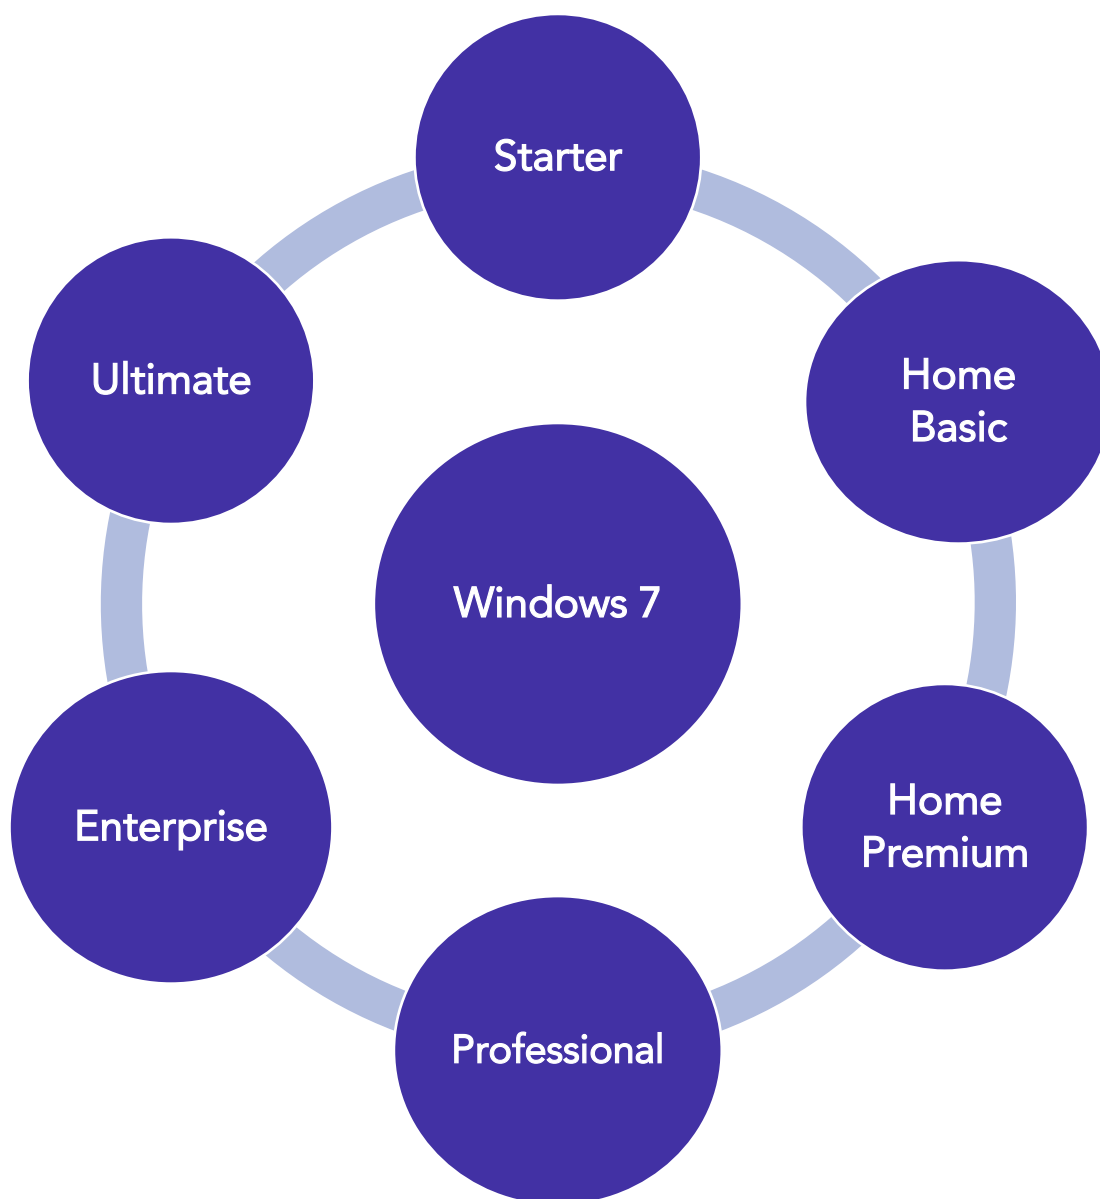 Starter
Home
Basic
Ultimate
Windows 7
Home
Premium
Enterprise
Professional